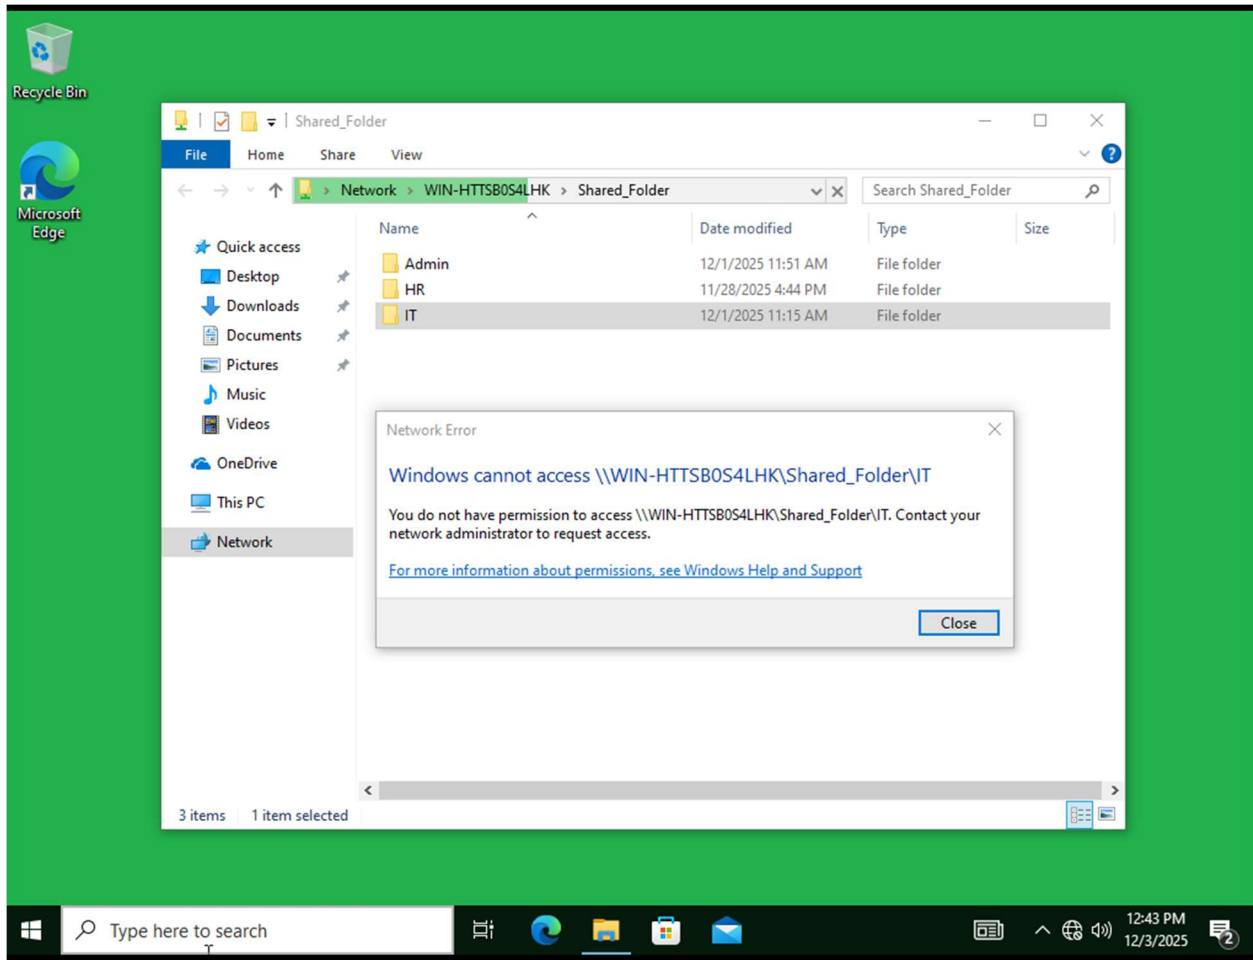 Recycle Bin
Microsoft
Edge
Shared_Folder
File Home Share View
Network > WIN-HTTSB0S4LHK > Shared_Folder
Search Shared_Folder
Name Date modified Type Size
Quick access
Desktop
Downloads
Documents
Pictures
Music
Videos
OneDrive
This PC
Network
Admin 12/1/2025 11:51 AM File folder
HR 11/28/2025 4:44 PM File folder
IT 12/1/2025 11:15 AM File folder
Network Error
Windows cannot access \\WIN-HTTSB0S4LHK\Shared_Folder\IT
You do not have permission to access \\WIN-HTTSB0S4LHK\Shared_Folder\IT. Contact your
network administrator to request access.
For more information about permissions, see Windows Help and Support
Close
3 items 1 item selected
Type here to search
12:43 PM
12/3/2025
2